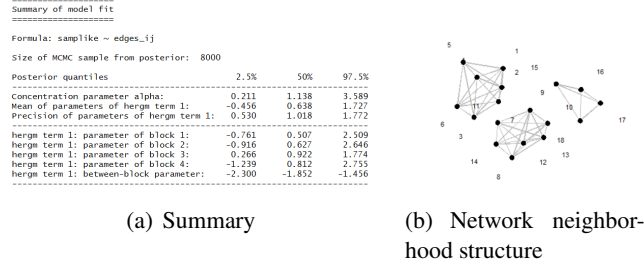 ====================
Summary of model fit
====================
Formula: samplike ~ edges_ij
Size of MCMC sample from posterior: 8000
Posterior quantiles 2.5% 50% 97.5%
--------------------------------------------------------------------------------
Concentration parameter alpha: 0.211 1.138 3.589
Mean of parameters of hergm term 1: -0.456 0.638 1.727
Precision of parameters of hergm term 1: 0.530 1.018 1.772
--------------------------------------------------------------------------------
hergm term 1: parameter of block 1: -0.761 0.507 2.509
hergm term 1: parameter of block 2: -0.916 0.627 2.646
hergm term 1: parameter of block 3: 0.266 0.922 1.774
hergm term 1: parameter of block 4: -1.239 0.812 2.755
hergm term 1: between-block parameter: -2.300 -1.852 -1.456
--------------------------------------------------------------------------------
(a) Summary
5
1
15
16
2
9
11
10
7
17
6
3
18
13
14
12
8
(b) Network neighbor-
hood structure